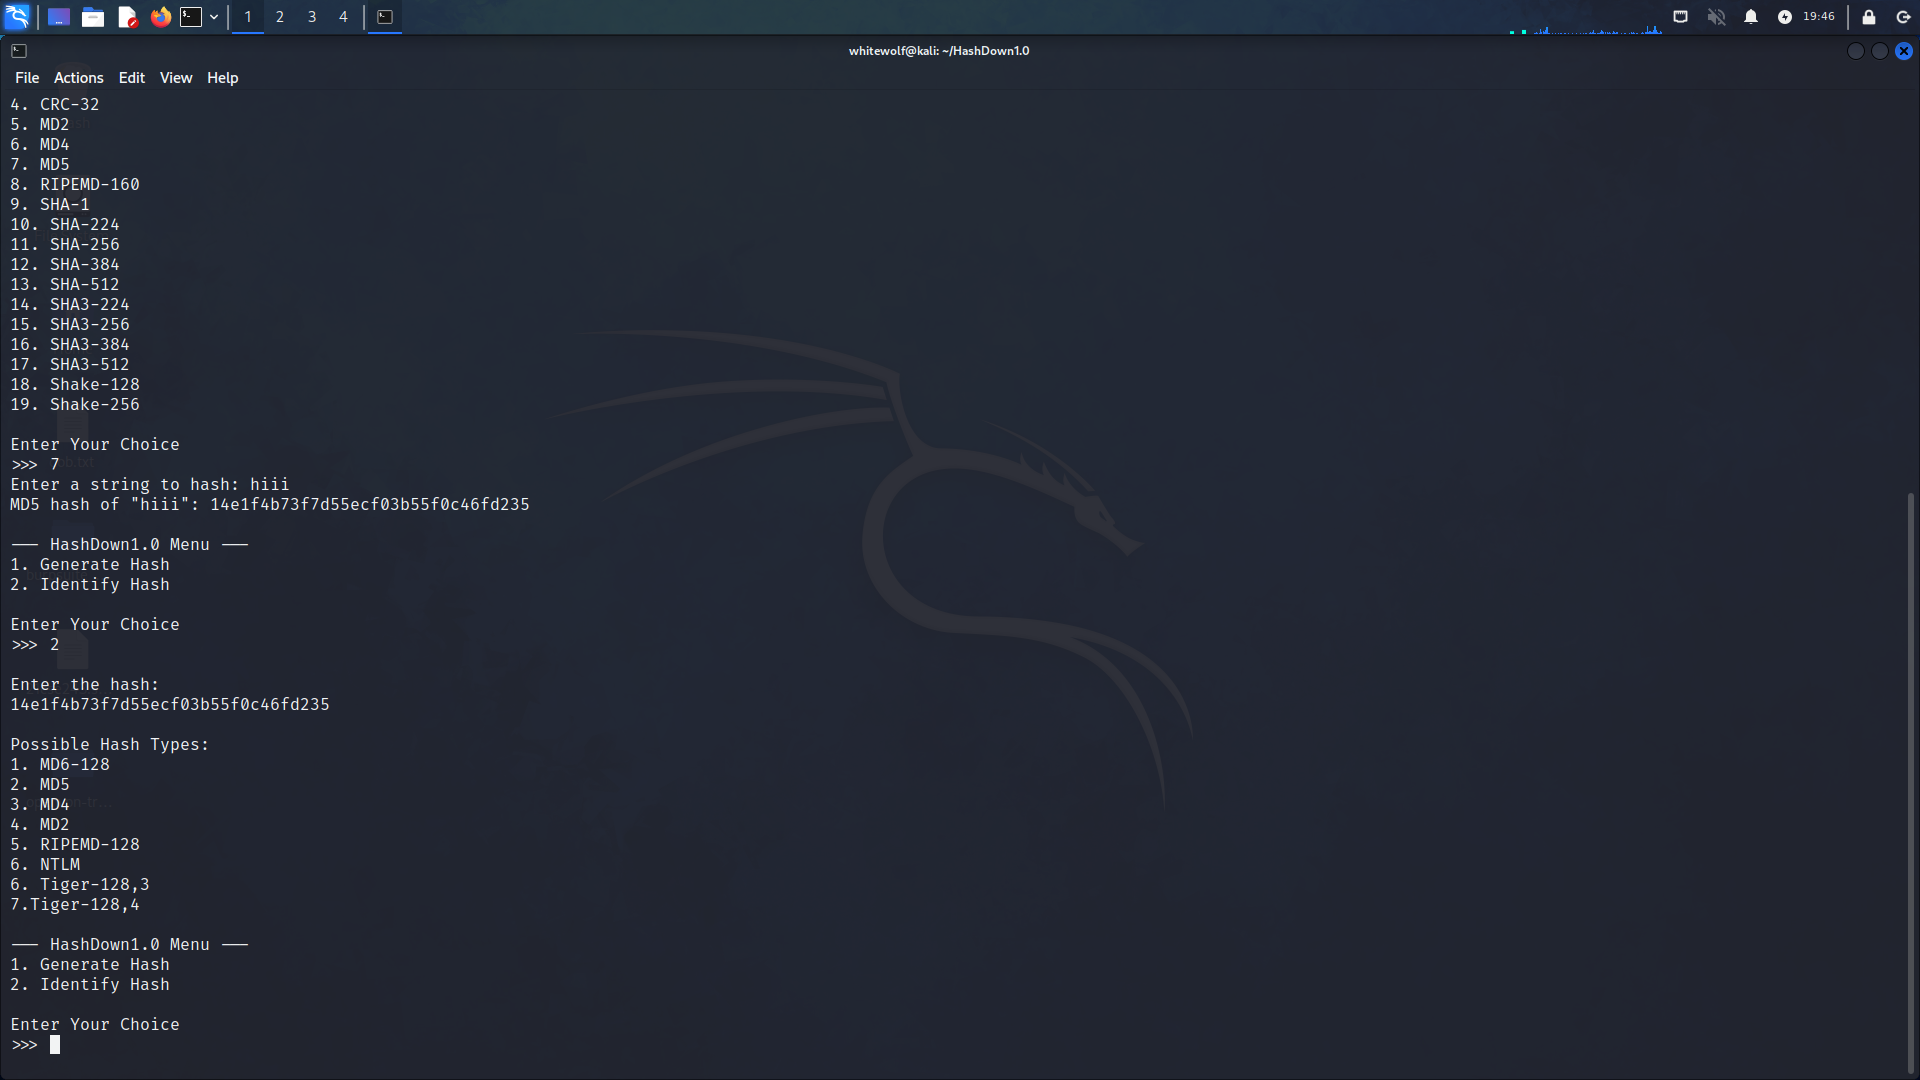 1 2 3 4 19:46
whitewolf@kali: ~/HashDown1.0
File Actions Edit View Help
4. CRC-32
5. MD2
6. MD4
7. MD5
8. RIPEMD-160
9. SHA-1
10. SHA-224
11. SHA-256
12. SHA-384
13. SHA-512
14. SHA3-224
15. SHA3-256
16. SHA3-384
17. SHA3-512
18. Shake-128
19. Shake-256
Enter Your Choice
>>> 7
Enter a string to hash: hiii
MD5 hash of "hiii": 14e1f4b73f7d55ecf03b55f0c46fd235
--- HashDown1.0 Menu ---
1. Generate Hash
2. Identify Hash
Enter Your Choice
>>> 2
Enter the hash:
14e1f4b73f7d55ecf03b55f0c46fd235
Possible Hash Types:
1. MD6-128
2. MD5
3. MD4
4. MD2
5. RIPEMD-128
6. NTLM
6. Tiger-128,3
7.Tiger-128,4
--- HashDown1.0 Menu ---
1. Generate Hash
2. Identify Hash
Enter Your Choice
>>>